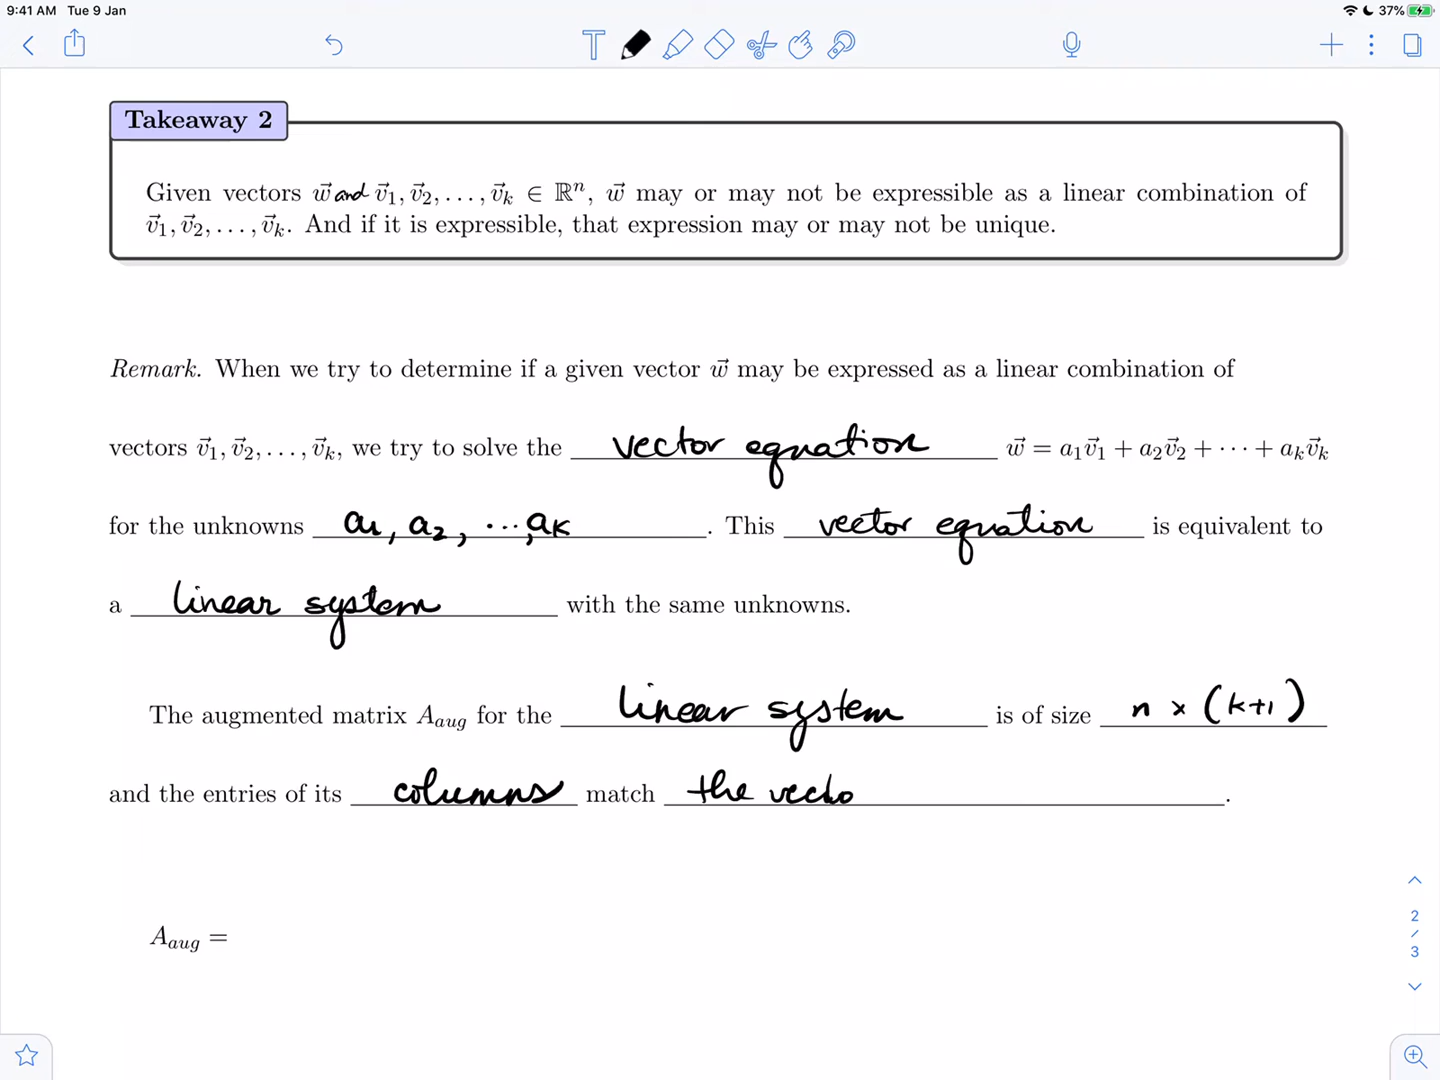 9:41 AM Tue 9 Jan 37%
T
Takeaway 2
Given vectors w⃗ and v⃗₁, v⃗₂, …, v⃗ₖ ∈ ℝⁿ, w⃗ may or may not be expressible as a linear combination of
v⃗₁, v⃗₂, …, v⃗ₖ. And if it is expressible, that expression may or may not be unique.
Remark. When we try to determine if a given vector w⃗ may be expressed as a linear combination of
vectors v⃗₁, v⃗₂, …, v⃗ₖ, we try to solve the vector equation w⃗ = a₁v⃗₁ + a₂v⃗₂ + ⋯ + aₖv⃗ₖ
for the unknowns a₁, a₂, ⋯, aₖ. This vector equation is equivalent to
a linear system with the same unknowns.
The augmented matrix A_aug for the linear system is of size n × (k+1)
and the entries of its columns match the vecto.
A_aug =
2
/
3